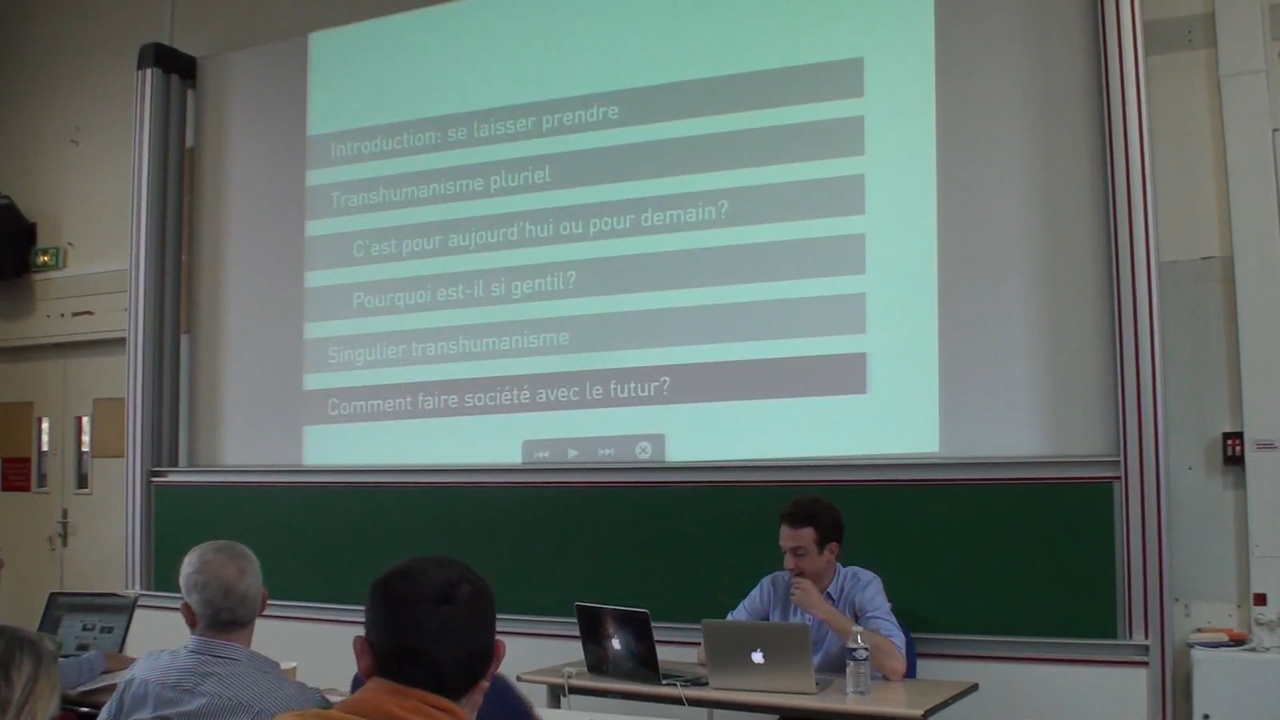 Introduction: se laisser prendre
Transhumanisme pluriel
C'est pour aujourd'hui ou pour demain?
Pourquoi est-il si gentil?
Singulier transhumanisme
Comment faire société avec le futur?